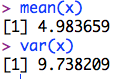 > mean(x)
[1] 4.983659
> var(x)
[1] 9.738209